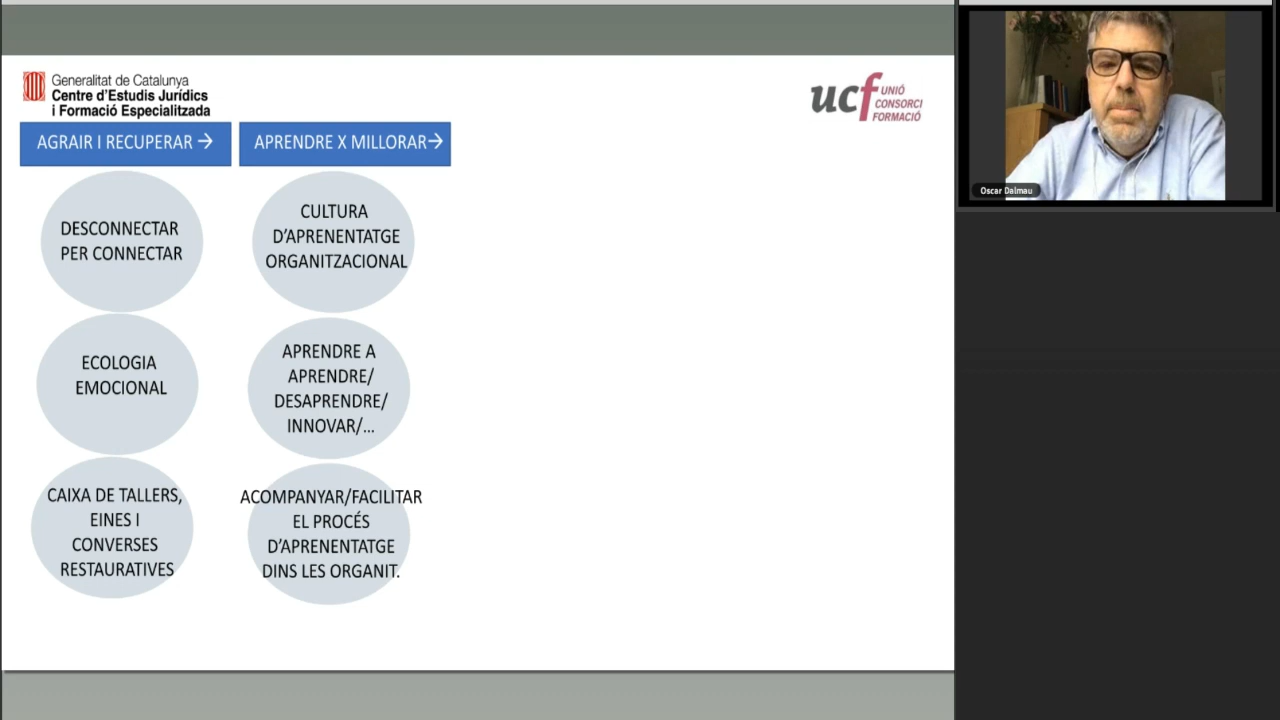 Generalitat de Catalunya
Centre d'Estudis Jurídics
i Formació Especialitzada
ucf UNIÓ
CONSORCI
FORMACIÓ
AGRAIR I RECUPERAR →
APRENDRE X MILLORAR→
DESCONNECTAR
PER CONNECTAR
ECOLOGIA
EMOCIONAL
CAIXA DE TALLERS,
EINES I
CONVERSES
RESTAURATIVES
CULTURA
D’APRENENTATGE
ORGANITZACIONAL
APRENDRE A
APRENDRE/
DESAPRENDRE/
INNOVAR/…
ACOMPANYAR/FACILITAR
EL PROCÉS
D’APRENENTATGE
DINS LES ORGANIT.
Oscar Dalmau